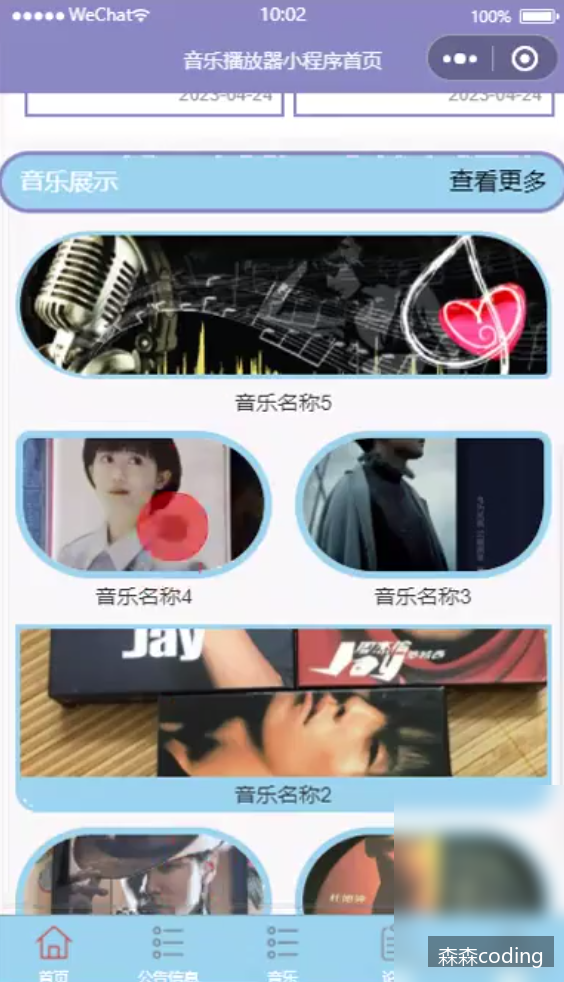 WeChat 10:02 100%
音乐播放器小程序首页
2023-04-24 2023-04-24
音乐展示 查看更多
音乐名称5
音乐名称4 音乐名称3
Jay Jay
音乐名称2
首页 公告信息 音乐
森森coding